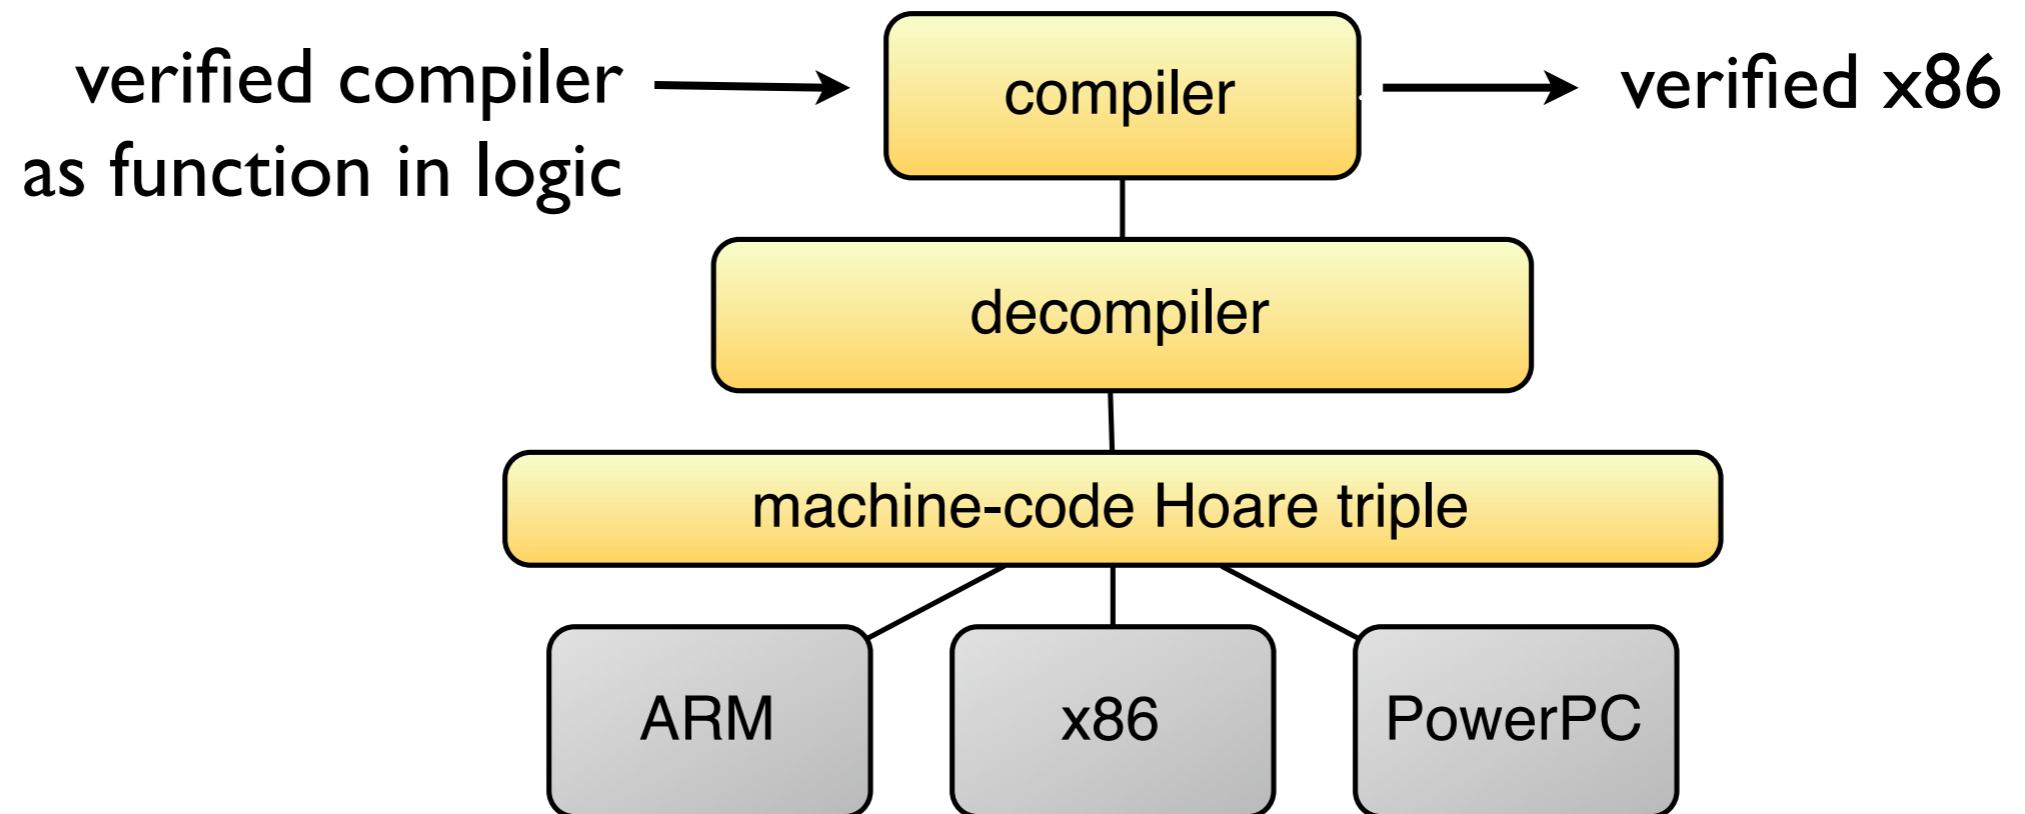 verified compiler
as function in logic
compiler
verified x86
decompiler
machine-code Hoare triple
ARM
x86
PowerPC